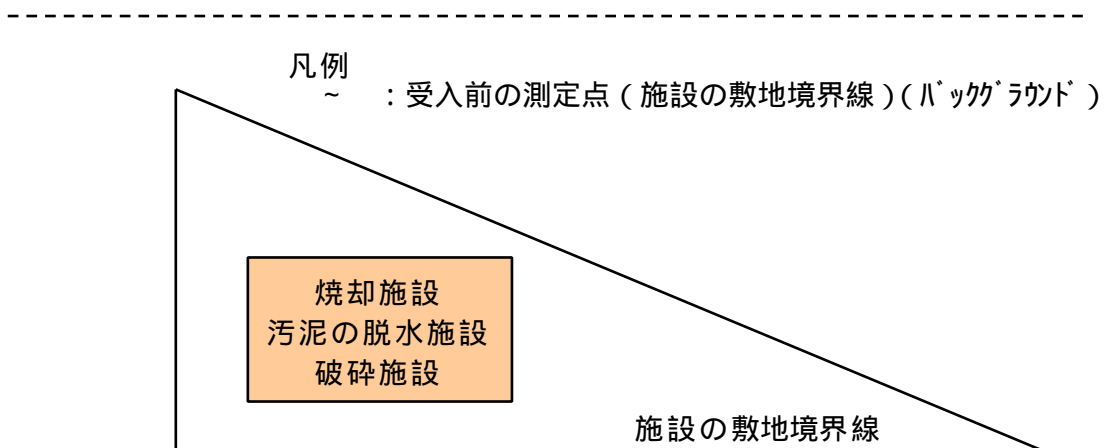 凡例
~ :受入前の測定点(施設の敷地境界線)(バックグラウンド)
焼却施設
汚泥の脱水施設
破砕施設
施設の敷地境界線